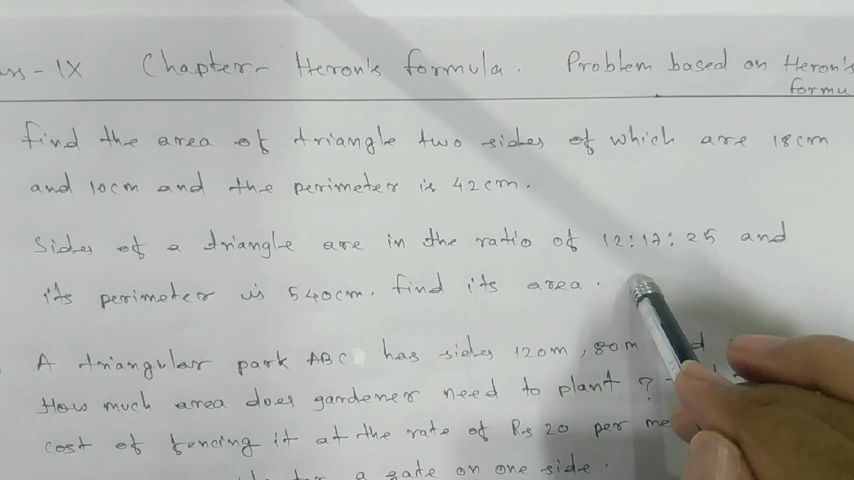 - IX Chapter- Heron's formula. Problem based on Heron's
formu
find the area of triangle two sides of which are 18cm
and 10cm and the perimeter is 42cm.
Sides of a triangle are in the ratio of 12:17:25 and
its perimeter is 540cm. find its area.
A triangular park ABC has sides 120m, 80m
How much area does gardener need to plant?
cost of fencing it at the rate of Rs 20 per me
a gate on one side.